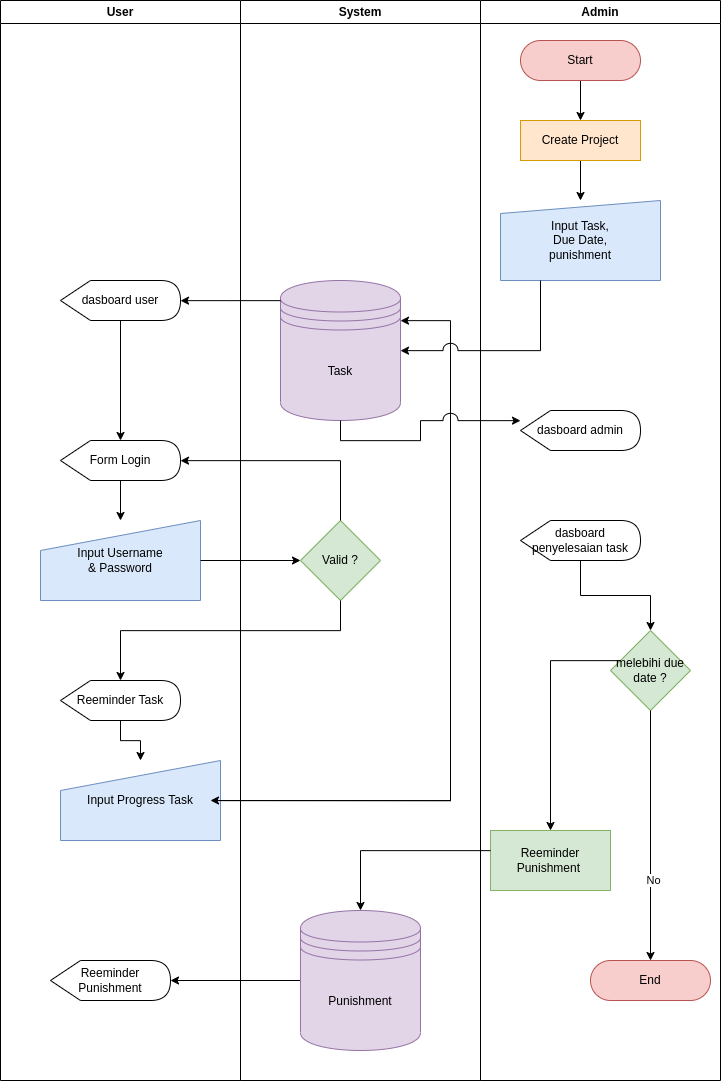 User
System
Admin
Start
Create Project
Input Task,
Due Date,
punishment
dasboard user
Task
dasboard admin
Form Login
Input Username
& Password
Valid ?
dasboard
penyelesaian task
melebihi due
date ?
Reeminder Task
Input Progress Task
Reeminder
Punishment
No
Reeminder
Punishment
Punishment
End